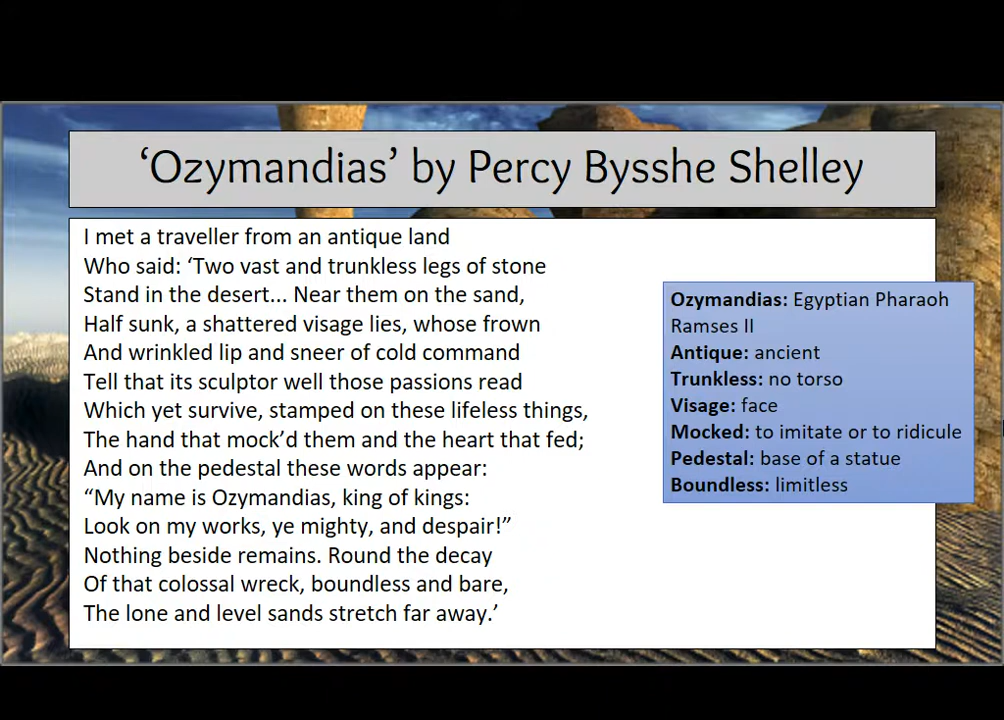 ‘Ozymandias’ by Percy Bysshe Shelley
I met a traveller from an antique land
Who said: ‘Two vast and trunkless legs of stone
Stand in the desert... Near them on the sand,
Half sunk, a shattered visage lies, whose frown
And wrinkled lip and sneer of cold command
Tell that its sculptor well those passions read
Which yet survive, stamped on these lifeless things,
The hand that mock’d them and the heart that fed;
And on the pedestal these words appear:
“My name is Ozymandias, king of kings:
Look on my works, ye mighty, and despair!”
Nothing beside remains. Round the decay
Of that colossal wreck, boundless and bare,
The lone and level sands stretch far away.’
Ozymandias: Egyptian Pharaoh
Ramses II
Antique: ancient
Trunkless: no torso
Visage: face
Mocked: to imitate or to ridicule
Pedestal: base of a statue
Boundless: limitless